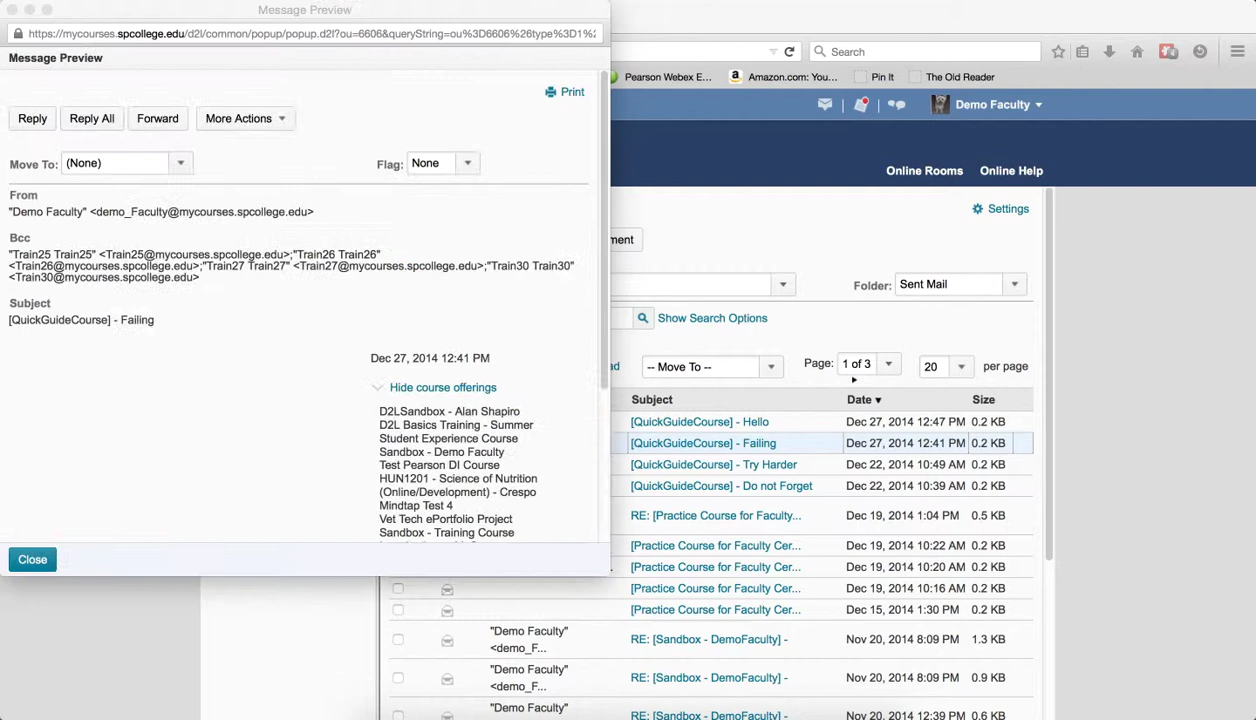 Message Preview
https://mycourses.spcollege.edu/d2l/common/popup/popup.d2l?ou=6606&queryString=ou%3D6606%26type%3D1%2
Message Preview
Print
Reply
Reply All
Forward
More Actions
Move To:
(None)
Flag:
None
From
"Demo Faculty" <demo_Faculty@mycourses.spcollege.edu>
Bcc
"Train25 Train25" <Train25@mycourses.spcollege.edu>;"Train26 Train26"
<Train26@mycourses.spcollege.edu>;"Train27 Train27" <Train27@mycourses.spcollege.edu>;"Train30 Train30"
<Train30@mycourses.spcollege.edu>
Subject
[QuickGuideCourse] - Failing
Dec 27, 2014 12:41 PM
Hide course offerings
D2LSandbox - Alan Shapiro
D2L Basics Training - Summer
Student Experience Course
Sandbox - Demo Faculty
Test Pearson DI Course
HUN1201 - Science of Nutrition
(Online/Development) - Crespo
Mindtap Test 4
Vet Tech ePortfolio Project
Sandbox - Training Course
Close
Search
Pearson Webex E...
Amazon.com: You...
Pin It
The Old Reader
Demo Faculty
Online Rooms
Online Help
Settings
ment
Folder:
Sent Mail
Show Search Options
ad
-- Move To --
Page:
1 of 3
20
per page
Subject
Date
Size
[QuickGuideCourse] - Hello Dec 27, 2014 12:47 PM 0.2 KB
[QuickGuideCourse] - Failing Dec 27, 2014 12:41 PM 0.2 KB
[QuickGuideCourse] - Try Harder Dec 22, 2014 10:49 AM 0.2 KB
[QuickGuideCourse] - Do not Forget Dec 22, 2014 10:39 AM 0.2 KB
RE: [Practice Course for Faculty... Dec 19, 2014 1:04 PM 0.5 KB
[Practice Course for Faculty Cer... Dec 19, 2014 10:22 AM 0.2 KB
[Practice Course for Faculty Cer... Dec 19, 2014 10:20 AM 0.2 KB
[Practice Course for Faculty Cer... Dec 19, 2014 10:16 AM 0.2 KB
[Practice Course for Faculty Cer... Dec 15, 2014 1:30 PM 0.2 KB
"Demo Faculty"
<demo_F...
RE: [Sandbox - DemoFaculty] - Nov 20, 2014 8:09 PM 1.3 KB
"Demo Faculty"
<demo_F...
RE: [Sandbox - DemoFaculty] - Nov 20, 2014 8:09 PM 0.9 KB
"Demo Faculty"
RE: [Sandbox - DemoFaculty] - Nov 20, 2014 12:39 PM 0.6 KB